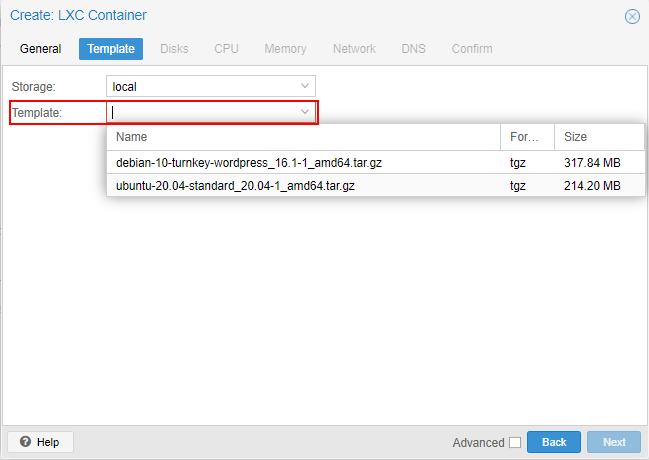 Create: LXC Container
General Template Disks CPU Memory Network DNS Confirm
Storage: local
Template:
Name For... Size
debian-10-turnkey-wordpress_16.1-1_amd64.tar.gz tgz 317.84 MB
ubuntu-20.04-standard_20.04-1_amd64.tar.gz tgz 214.20 MB
Help Advanced Back Next